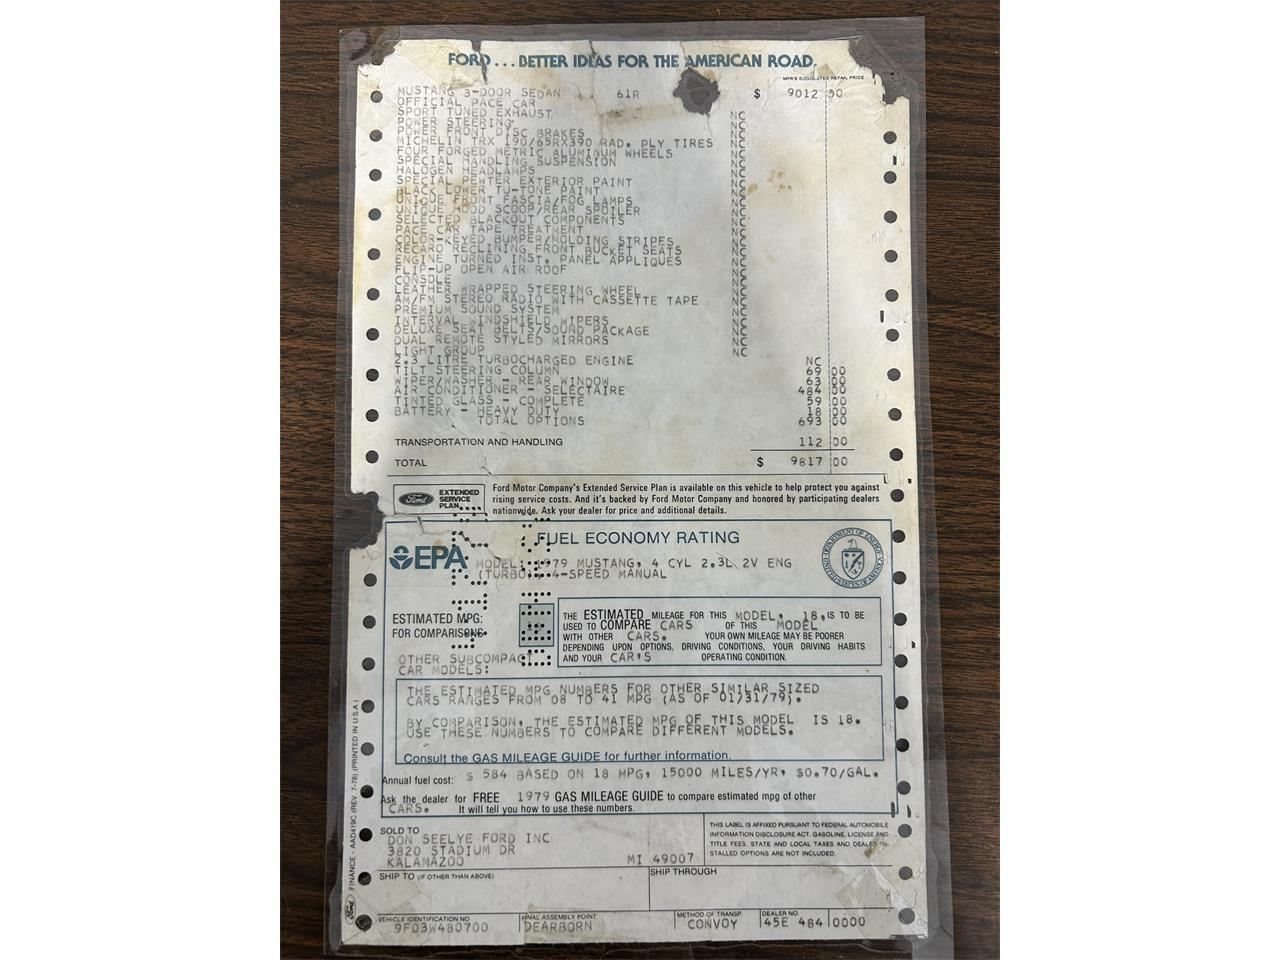 FORD... BETTER IDEAS FOR THE AMERICAN ROAD.
MFR'S SUGGESTED RETAIL PRICE
MUSTANG 3-DOOR SEDAN 61R $ 9012 00
OFFICIAL PACE CAR
SPORT TUNED EXHAUST NC
POWER STEERING NC
POWER FRONT DISC BRAKES NC
MICHELIN TRX 190/65RX390 RAD. PLY TIRES NC
FOUR FORGED METRIC ALUMINUM WHEELS NC
SPECIAL HANDLING SUSPENSION NC
HALOGEN HEADLAMPS NC
SPECIAL PEWTER EXTERIOR PAINT NC
BLACK LOWER TU-TONE PAINT NC
UNIQUE FRONT FASCIA/FOG LAMPS NC
UNIQUE HOOD SCOOP/REAR SPOILER NC
SELECTED BLACKOUT COMPONENTS NC
PACE CAR TAPE TREATMENT NC
COLOR-KEYED BUMPER/MOLDING STRIPES NC
RECARO RECLINING FRONT BUCKET SEATS NC
ENGINE TURNED INST. PANEL APPLIQUES NC
FLIP-UP OPEN AIR ROOF NC
CONSOLE NC
LEATHER WRAPPED STEERING WHEEL NC
AM/FM STEREO RADIO WITH CASSETTE TAPE NC
PREMIUM SOUND SYSTEM NC
INTERVAL WINDSHIELD WIPERS NC
DELUXE SEAT BELTS/SOUND PACKAGE NC
DUAL REMOTE STYLED MIRRORS NC
LIGHT GROUP NC
2.3 LITRE TURBOCHARGED ENGINE NC
TILT STEERING COLUMN 69 00
WIPER/WASHER - REAR WINDOW 63 00
AIR CONDITIONER - SELECTAIRE 484 00
TINTED GLASS - COMPLETE 59 00
BATTERY - HEAVY DUTY 18 00
TOTAL OPTIONS 693 00
TRANSPORTATION AND HANDLING 112 00
TOTAL $ 9817 00
Ford EXTENDED SERVICE PLAN
Ford Motor Company's Extended Service Plan is available on this vehicle to help protect you against
rising service costs. And it's backed by Ford Motor Company and honored by participating dealers
nationwide. Ask your dealer for price and additional details.
EPA FUEL ECONOMY RATING
DEPARTMENT OF ENERGY UNITED STATES OF AMERICA
MODEL: 1979 MUSTANG, 4 CYL 2.3L 2V ENG
(TURBO), 4-SPEED MANUAL
ESTIMATED MPG:
FOR COMPARISONS:
THE ESTIMATED MILEAGE FOR THIS MODEL, 18, IS TO BE
USED TO COMPARE CARS OF THIS MODEL
WITH OTHER CARS. YOUR OWN MILEAGE MAY BE POORER
DEPENDING UPON OPTIONS, DRIVING CONDITIONS, YOUR DRIVING HABITS
AND YOUR CAR'S OPERATING CONDITION.
OTHER SUBCOMPACT
CAR MODELS:
THE ESTIMATED MPG NUMBERS FOR OTHER SIMILAR SIZED
CARS RANGES FROM 08 TO 41 MPG (AS OF 01/31/79).
BY COMPARISON, THE ESTIMATED MPG OF THIS MODEL IS 18.
USE THESE NUMBERS TO COMPARE DIFFERENT MODELS.
Consult the GAS MILEAGE GUIDE for further information.
Annual fuel cost: $ 584 BASED ON 18 MPG, 15000 MILES/YR, $0.70/GAL.
Ask the dealer for FREE 1979 GAS MILEAGE GUIDE to compare estimated mpg of other
CARS. It will tell you how to use these numbers.
SOLD TO
DON SEELYE FORD INC
3820 STADIUM DR
KALAMAZOO MI 49007
THIS LABEL IS AFFIXED PURSUANT TO FEDERAL AUTOMOBILE
INFORMATION DISCLOSURE ACT. GASOLINE, LICENSE AND
TITLE FEES. STATE AND LOCAL TAXES AND DEALER IN-
STALLED OPTIONS ARE NOT INCLUDED.
SHIP TO (IF OTHER THAN ABOVE)
SHIP THROUGH
VEHICLE IDENTIFICATION NO
9F03W480700
FINAL ASSEMBLY POINT
DEARBORN
METHOD OF TRANSP.
CONVOY
DEALER NO.
45E 484 0000
Ford FINANCE - AAD419C (REV. 7-78) (PRINTED IN U.S.A.)